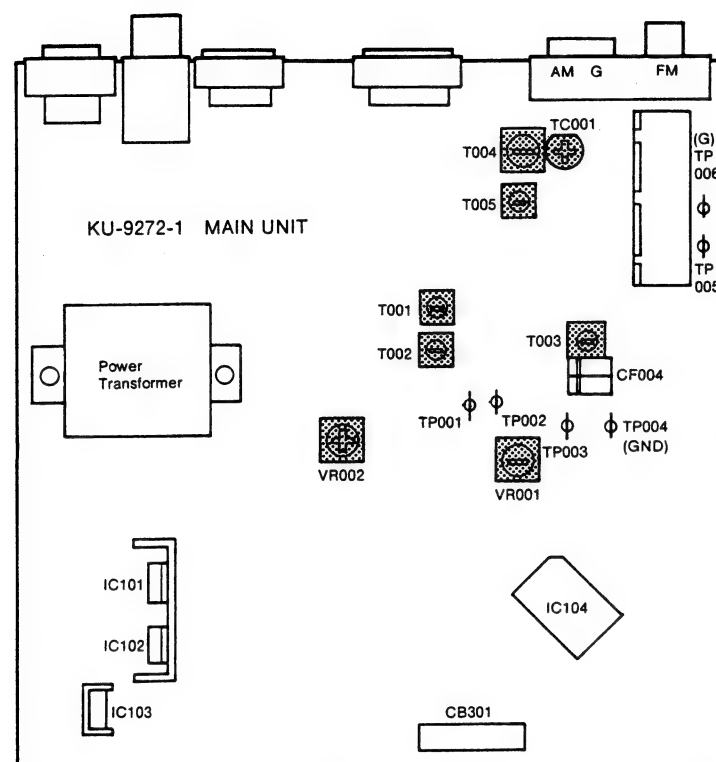 AM G FM
TC001
T004
(G)
TP
006
T005
KU-9272-1 MAIN UNIT
TP
005
T001
T002
T003
Power
Transformer
CF004
TP001
TP002
TP003
TP004
(GND)
VR002
VR001
IC101
IC104
IC102
IC103
CB301